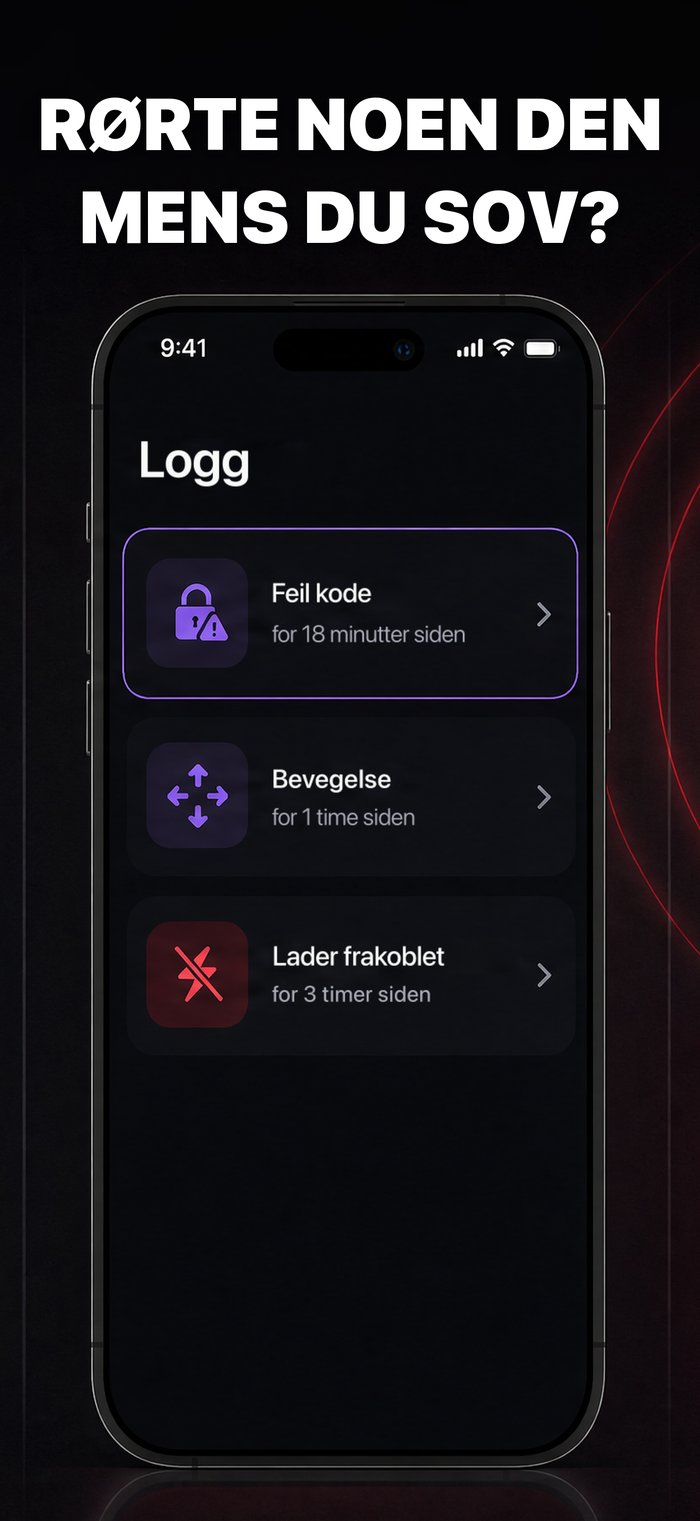 RØRTE NOEN DEN
MENS DU SOV?
9:41
Logg
Feil kode
for 18 minutter siden
Bevegelse
for 1 time siden
Lader frakoblet
for 3 timer siden